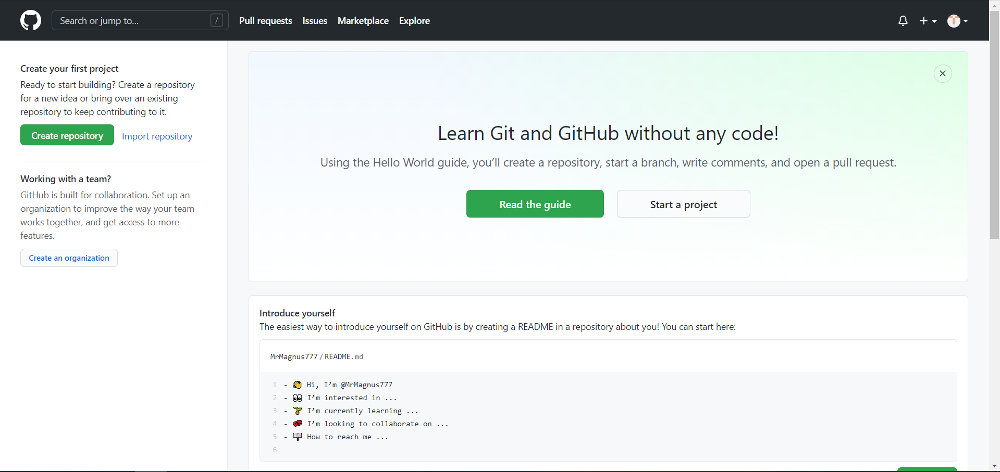 Search or jump to... /
Pull requests Issues Marketplace Explore
Create your first project
Ready to start building? Create a repository
for a new idea or bring over an existing
repository to keep contributing to it.
Create repository Import repository
Working with a team?
GitHub is built for collaboration. Set up an
organization to improve the way your team
works together, and get access to more
features.
Create an organization
Learn Git and GitHub without any code!
Using the Hello World guide, you’ll create a repository, start a branch, write comments, and open a pull request.
Read the guide Start a project
Introduce yourself
The easiest way to introduce yourself on GitHub is by creating a README in a repository about you! You can start here:
MrMagnus777/README.md
1 - 👋 Hi, I’m @MrMagnus777
2 - 👀 I’m interested in ...
3 - 🌱 I’m currently learning ...
4 - 💞️ I’m looking to collaborate on ...
5 - 📫 How to reach me ...
6